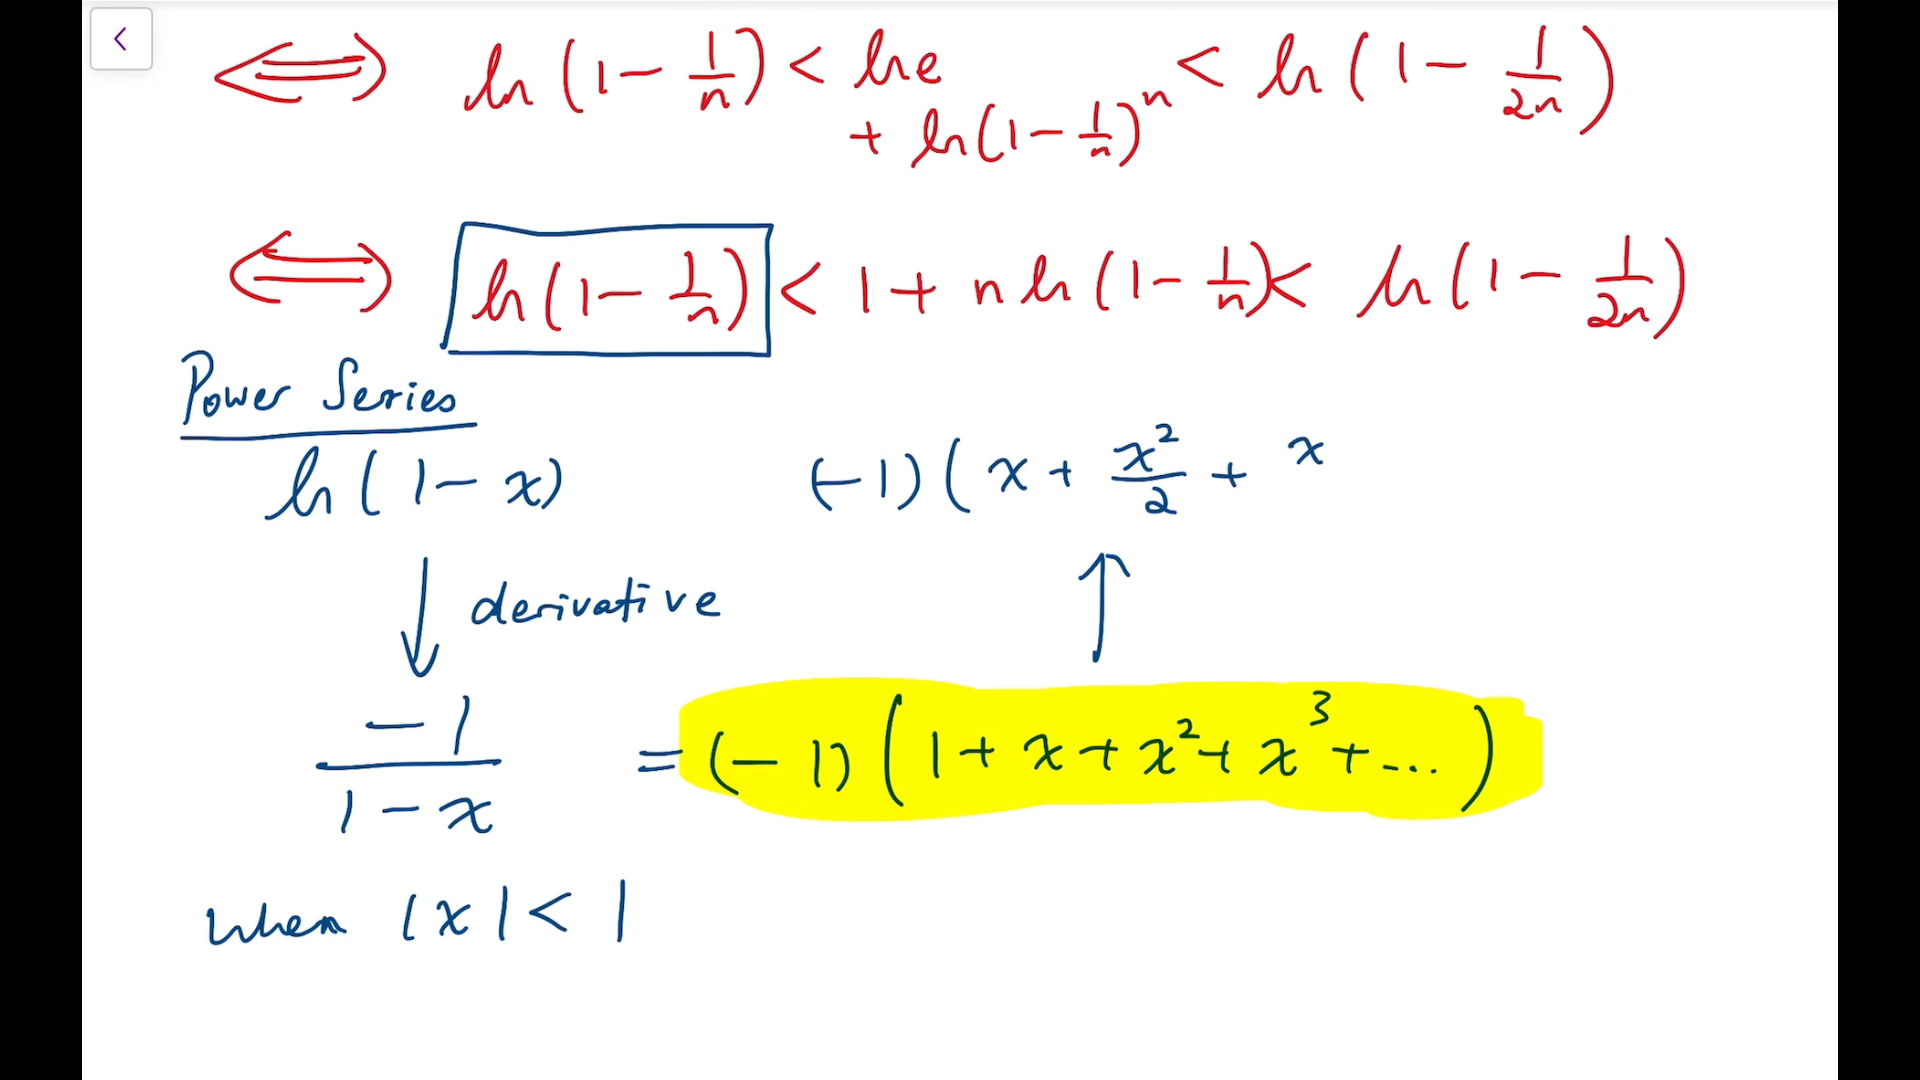 ⟺ ln(1 − 1/n) < ln e + ln(1 − 1/n)ⁿ < ln(1 − 1/2n)
⟺ ln(1 − 1/n) < 1 + n ln(1 − 1/n) < ln(1 − 1/2n)
Power Series
ln(1 − x) (−1)(x + x²/2 + x
↓ derivative ↑
−1/(1 − x) = (−1)(1 + x + x² + x³ + ...)
when |x| < 1